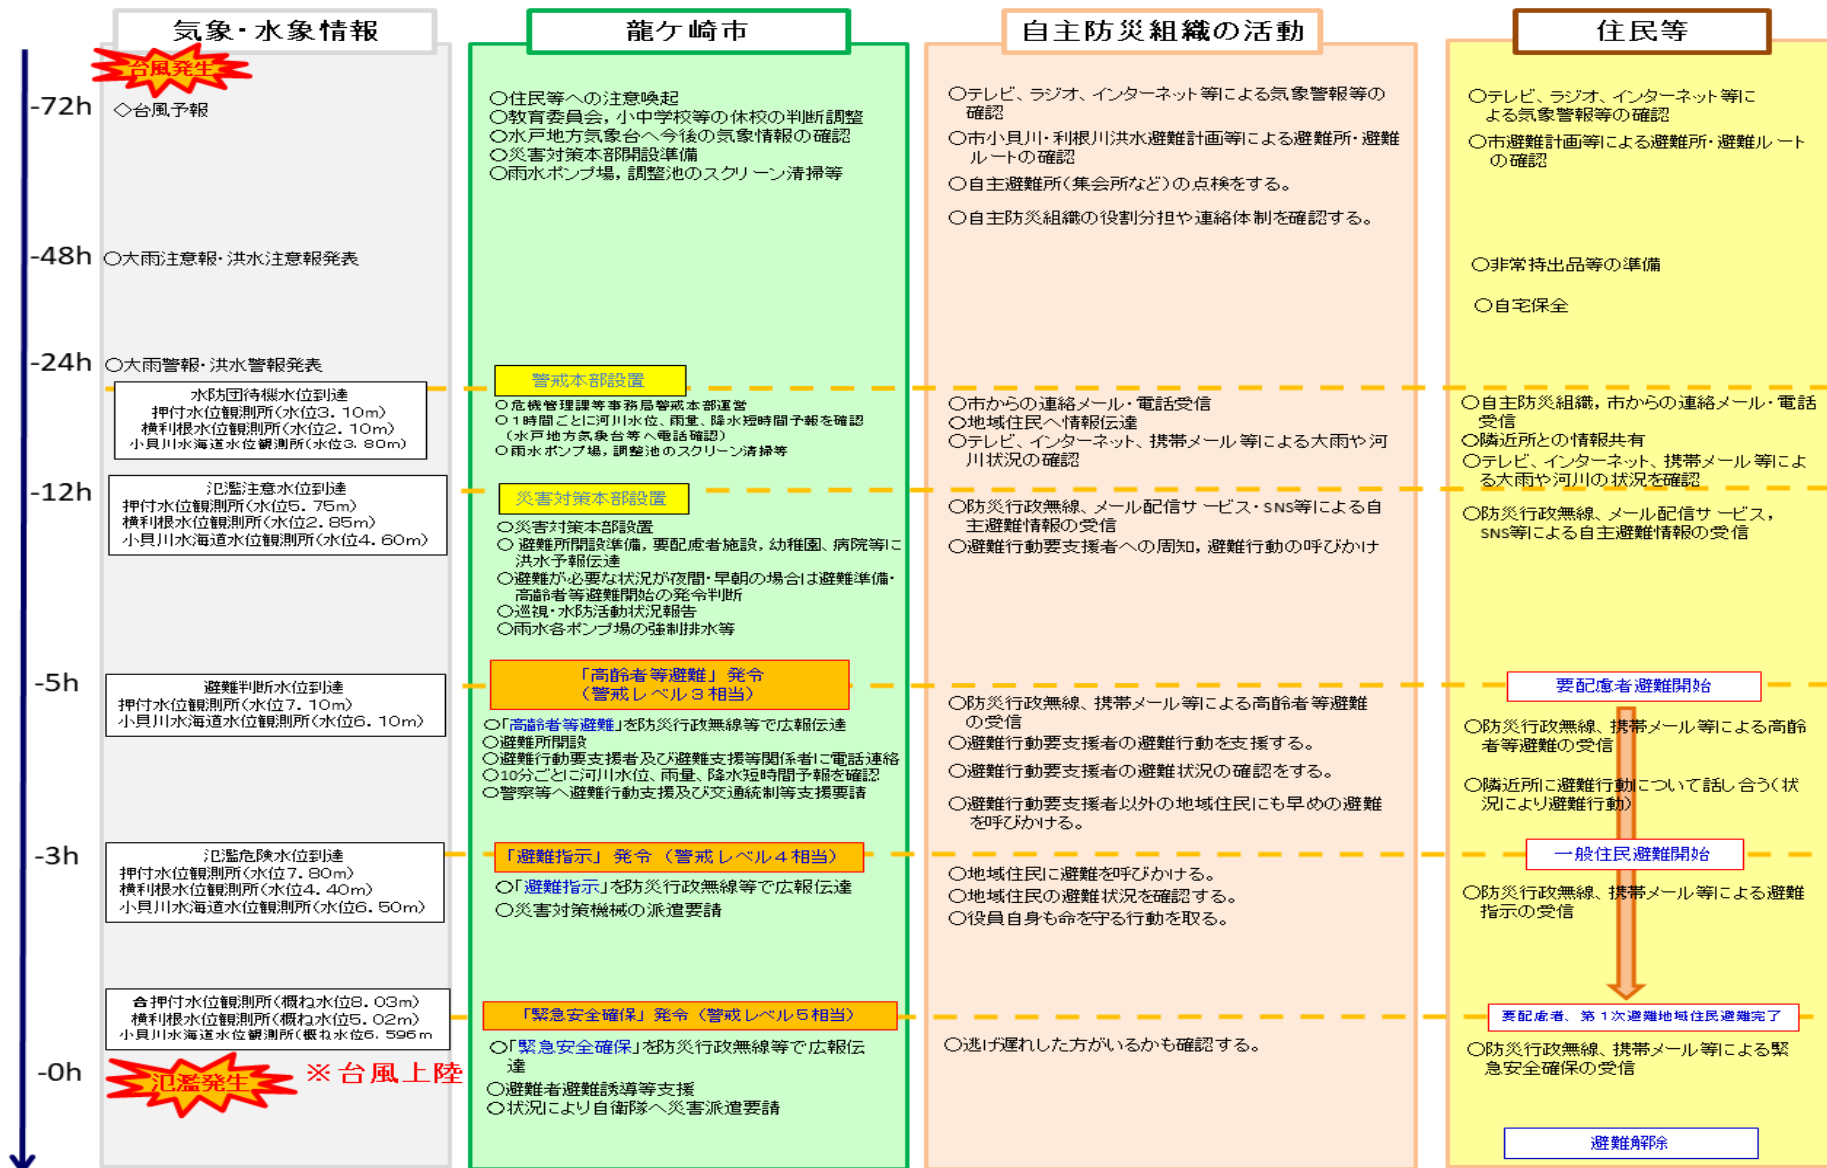 気象・水象情報
台風発生
-72h
◇台風予報
-48h
○大雨注意報・洪水注意報発表
-24h
○大雨警報・洪水警報発表
水防団待機水位到達
押付水位観測所(水位3．10m)
横利根水位観測所(水位2．10m)
小貝川水海道水位観測所(水位3．80m)
-12h
氾濫注意水位到達
押付水位観測所(水位5．75m)
横利根水位観測所(水位2．85m)
小貝川水海道水位観測所(水位4．60m)
-5h
避難判断水位到達
押付水位観測所(水位7．10m)
小貝川水海道水位観測所(水位6．10m)
-3h
氾濫危険水位到達
押付水位観測所(水位7．80m)
横利根水位観測所(水位4．40m)
小貝川水海道水位観測所(水位6．50m)
合押付水位観測所(概ね水位8．03m)
横利根水位観測所(概ね水位5．02m)
小貝川水海道水位観測所(概ね水位6．596m
-0h
氾濫発生
※台風上陸
龍ケ崎市
○住民等への注意喚起
○教育委員会，小中学校等の休校の判断調整
○水戸地方気象台へ今後の気象情報の確認
○災害対策本部開設準備
○雨水ポンプ場，調整池のスクリーン清掃等
警戒本部設置
○危機管理課等事務局警戒本部運営
○1時間ごとに河川水位、雨量、降水短時間予報を確認
(水戸地方気象台等へ電話確認)
○雨水ポンプ場，調整池のスクリーン清掃等
災害対策本部設置
○災害対策本部設置
○避難所開設準備，要配慮者施設，幼稚園、病院等に
洪水予報伝達
○避難が必要な状況が夜間・早朝の場合は避難準備・
高齢者等避難開始の発令判断
○巡視・水防活動状況報告
○雨水各ポンプ場の強制排水等
「高齢者等避難」発令
(警戒レベル3相当)
○「高齢者等避難」を防災行政無線等で広報伝達
○避難所開設
○避難行動要支援者及び避難支援等関係者に電話連絡
○10分ごとに河川水位、雨量、降水短時間予報を確認
○警察等へ避難行動支援及び交通統制等支援要請
「避難指示」発令（警戒レベル4相当）
○「避難指示」を防災行政無線等で広報伝達
○災害対策機械の派遣要請
「緊急安全確保」発令（警戒レベル5相当）
○「緊急安全確保」を防災行政無線等で広報伝
達
○避難者避難誘導等支援
○状況により自衛隊へ災害派遣要請
自主防災組織の活動
○テレビ、ラジオ、インターネット等による気象警報等の
確認
○市小貝川・利根川洪水避難計画等による避難所・避難
ルートの確認
○自主避難所(集会所など)の点検をする。
○自主防災組織の役割分担や連絡体制を確認する。
○市からの連絡メール・電話受信
○地域住民へ情報伝達
○テレビ、インターネット、携帯メール等による大雨や河
川状況の確認
○防災行政無線、メール配信サービス・SNS等による自
主避難情報の受信
○避難行動要支援者への周知，避難行動の呼びかけ
○防災行政無線、携帯メール等による高齢者等避難
の受信
○避難行動要支援者の避難行動を支援する。
○避難行動要支援者の避難状況の確認をする。
○避難行動要支援者以外の地域住民にも早めの避難
を呼びかける。
○地域住民に避難を呼びかける。
○地域住民の避難状況を確認する。
○役員自身も命を守る行動を取る。
○逃げ遅れした方がいるかも確認する。
住民等
○テレビ、ラジオ、インターネット等に
よる気象警報等の確認
○市避難計画等による避難所・避難ルート
の確認
○非常持出品等の準備
○自宅保全
○自主防災組織，市からの連絡メール・電話
受信
○隣近所との情報共有
○テレビ、インターネット、携帯メール等によ
る大雨や河川の状況を確認
○防災行政無線、メール配信サービス，
SNS等による自主避難情報の受信
要配慮者避難開始
○防災行政無線、携帯メール等による高齢
者等避難の受信
○隣近所に避難行動について話し合う(状
況により避難行動)
一般住民避難開始
○防災行政無線、携帯メール等による避難
指示の受信
要配慮者、第1次避難地域住民避難完了
○防災行政無線、携帯メール等による緊
急安全確保の受信
避難解除